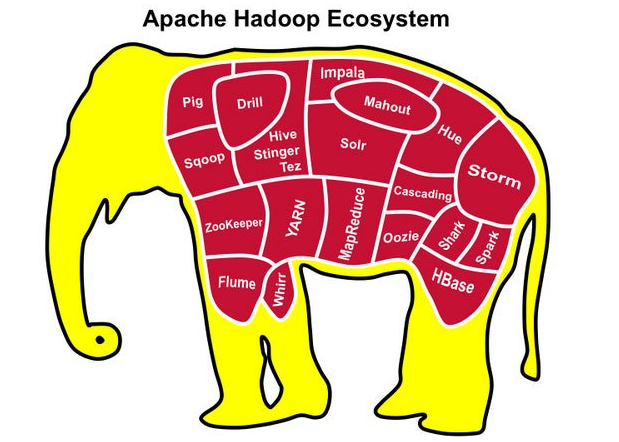 Apache Hadoop Ecosystem
Impala
Pig
Drill
Mahout
Hue
Hive
Stinger
Tez
Solr
Sqoop
Storm
Cascading
ZooKeeper
YARN
MapReduce
Oozie
Shark
Spark
Flume
Whirr
HBase